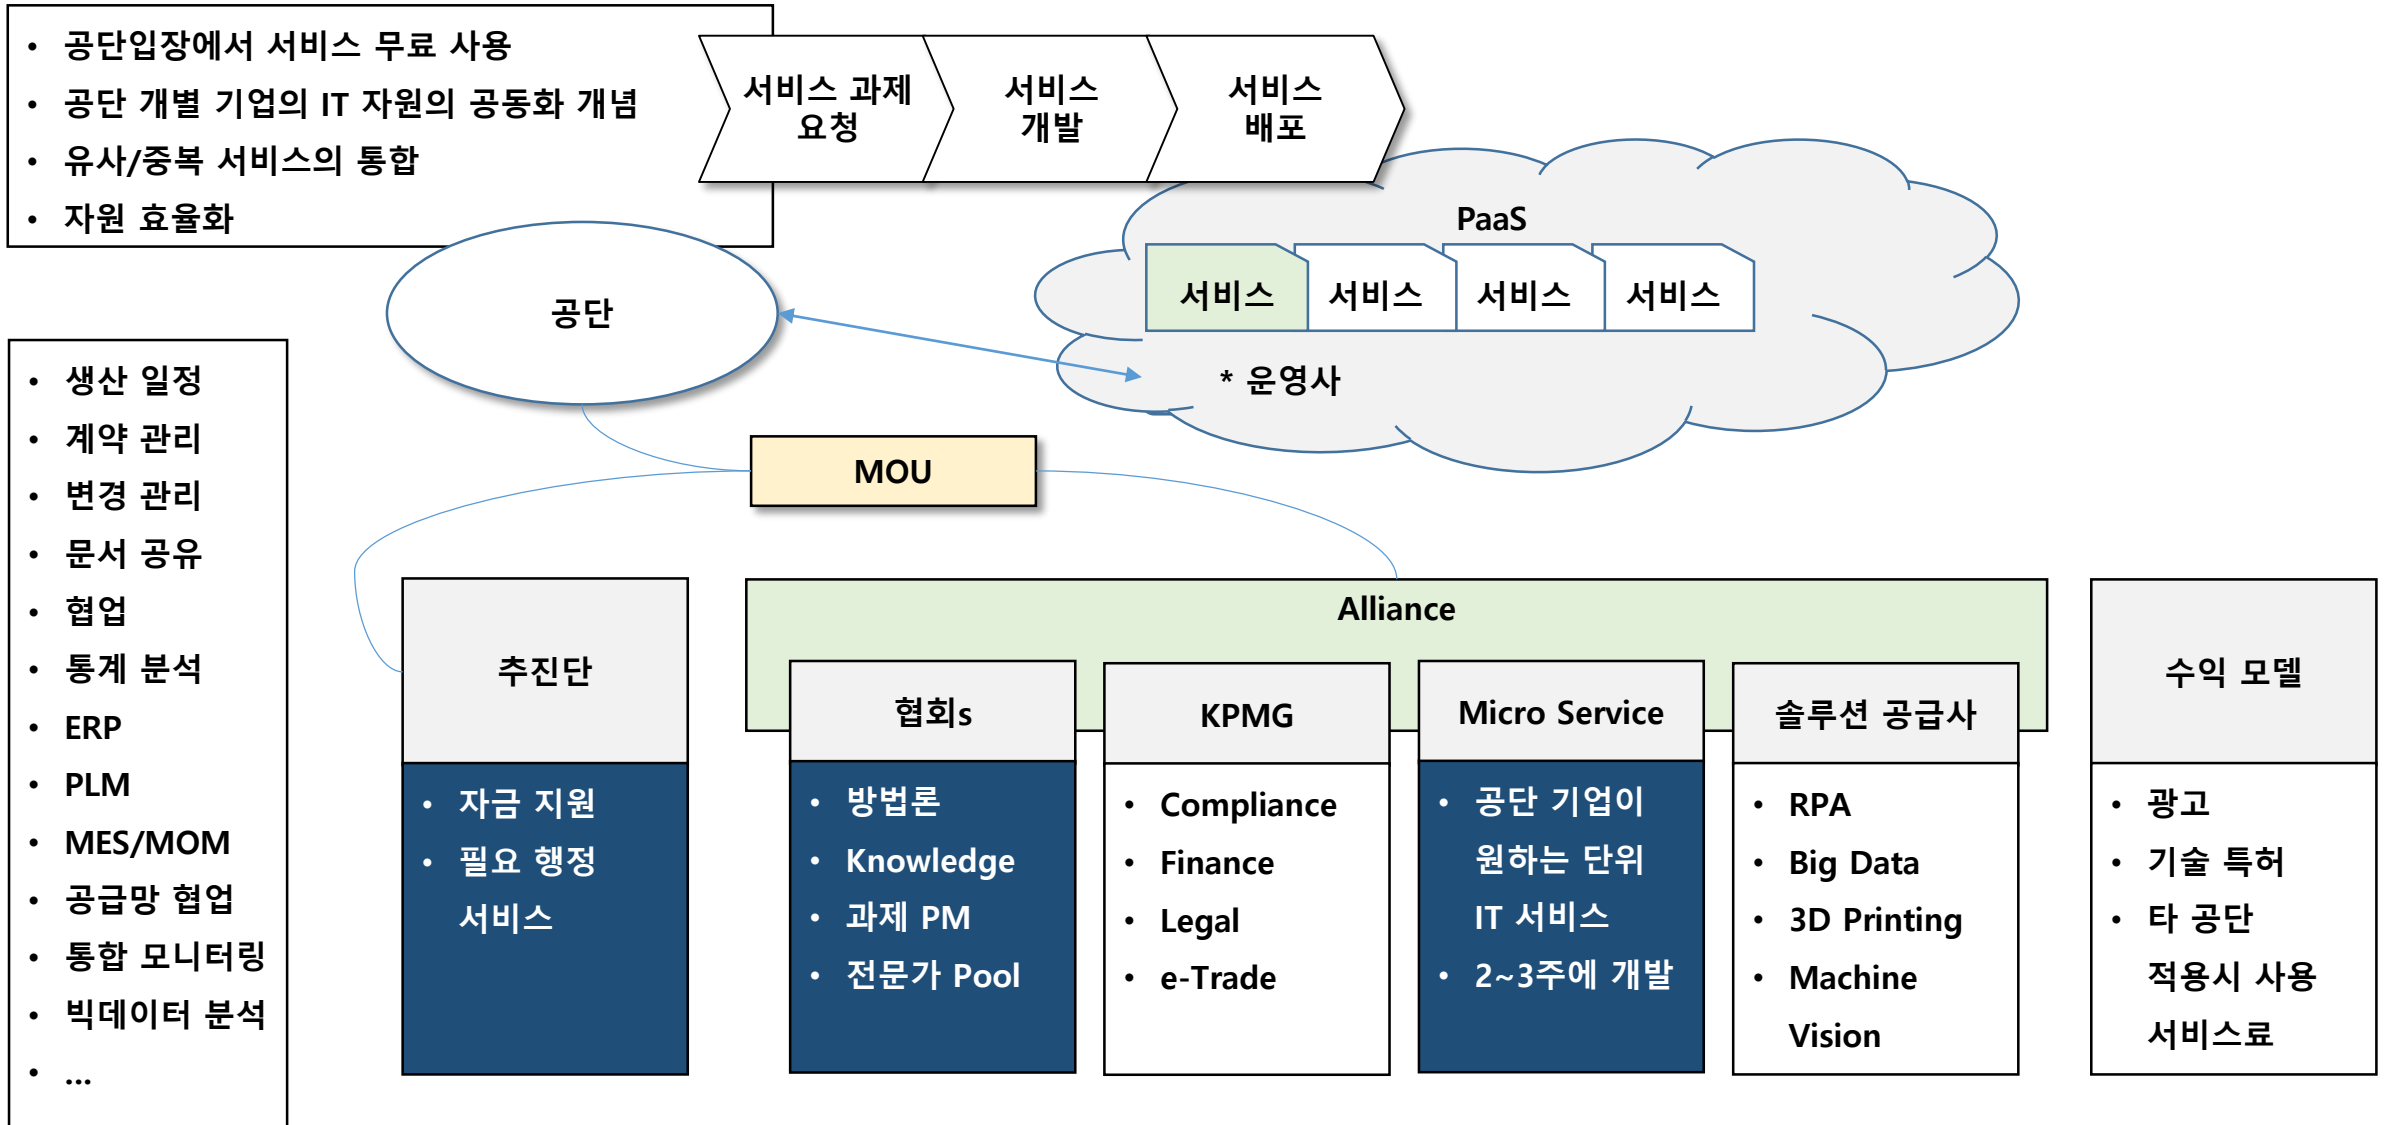 • 공단입장에서 서비스 무료 사용
• 공단 개별 기업의 IT 자원의 공동화 개념
• 유사/중복 서비스의 통합
• 자원 효율화
서비스 과제
요청
서비스
개발
서비스
배포
PaaS
서비스
서비스
서비스
서비스
* 운영사
공단
MOU
• 생산 일정
• 계약 관리
• 변경 관리
• 문서 공유
• 협업
• 통계 분석
• ERP
• PLM
• MES/MOM
• 공급망 협업
• 통합 모니터링
• 빅데이터 분석
• ...
추진단
• 자금 지원
• 필요 행정
서비스
Alliance
협회s
• 방법론
• Knowledge
• 과제 PM
• 전문가 Pool
KPMG
• Compliance
• Finance
• Legal
• e-Trade
Micro Service
• 공단 기업이
원하는 단위
IT 서비스
• 2~3주에 개발
솔루션 공급사
• RPA
• Big Data
• 3D Printing
• Machine
Vision
수익 모델
• 광고
• 기술 특허
• 타 공단
적용시 사용
서비스료